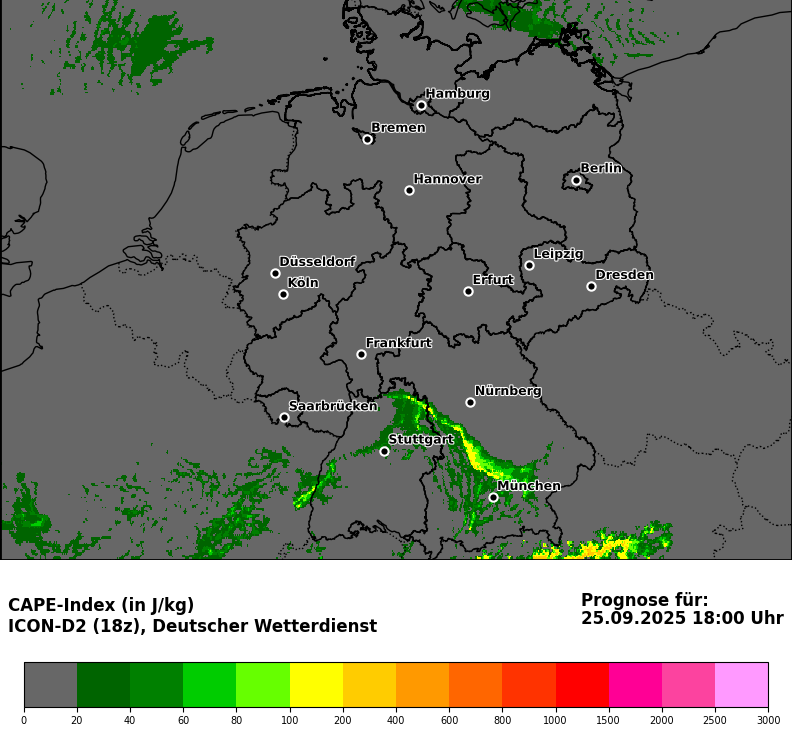 Hamburg
Bremen
Berlin
Hannover
Leipzig
Düsseldorf
Dresden
Köln
Erfurt
Frankfurt
Nürnberg
Saarbrücken
Stuttgart
München
CAPE-Index (in J/kg)
ICON-D2 (18z), Deutscher Wetterdienst
Prognose für:
25.09.2025 18:00 Uhr
0 20 40 60 80 100 200 400 600 800 1000 1500 2000 2500 3000